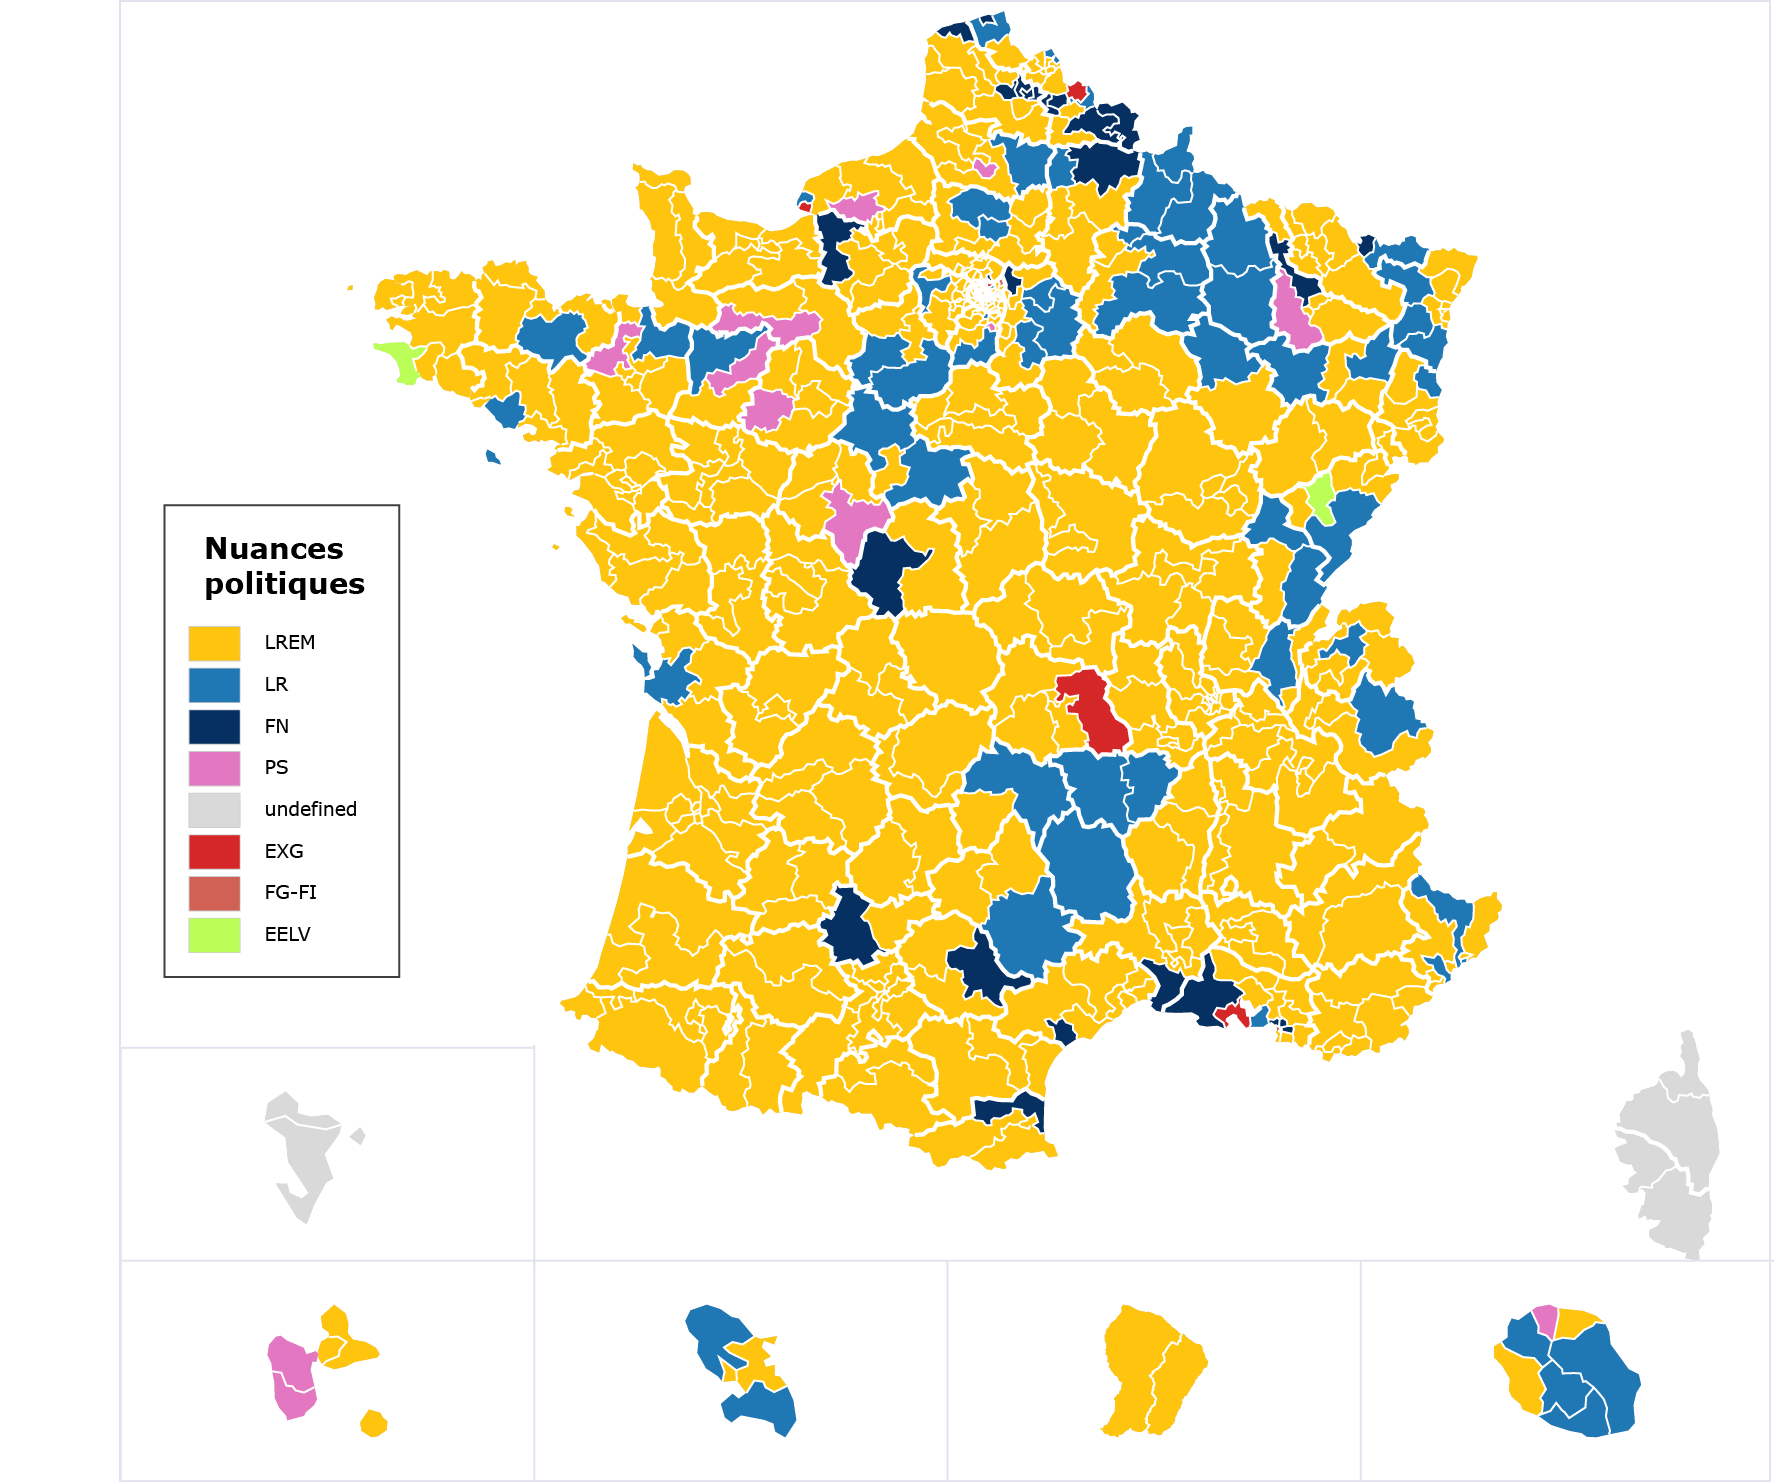 Nuances
politiques
LREM
LR
FN
PS
undefined
EXG
FG-FI
EELV